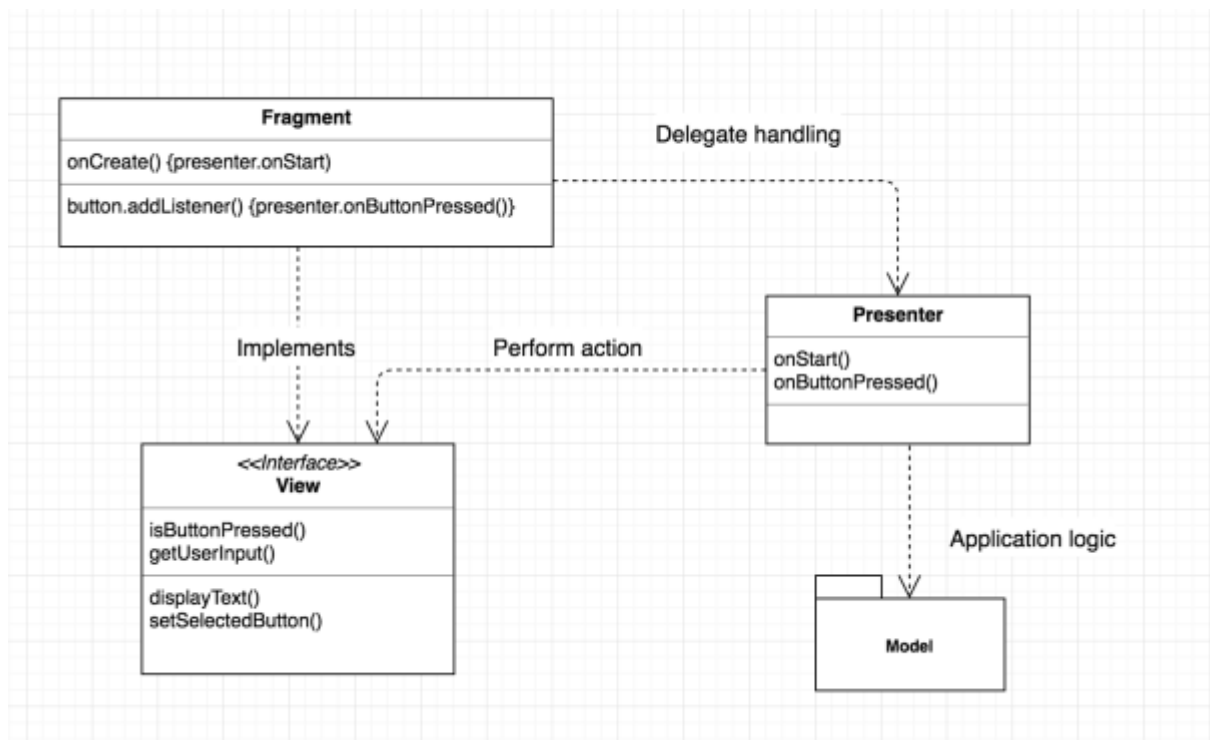 Fragment
onCreate() {presenter.onStart)
button.addListener() {presenter.onButtonPressed()}
Delegate handling
Presenter
onStart()
onButtonPressed()
Implements
Perform action
<<Interface>>
View
isButtonPressed()
getUserInput()
displayText()
setSelectedButton()
Application logic
Model